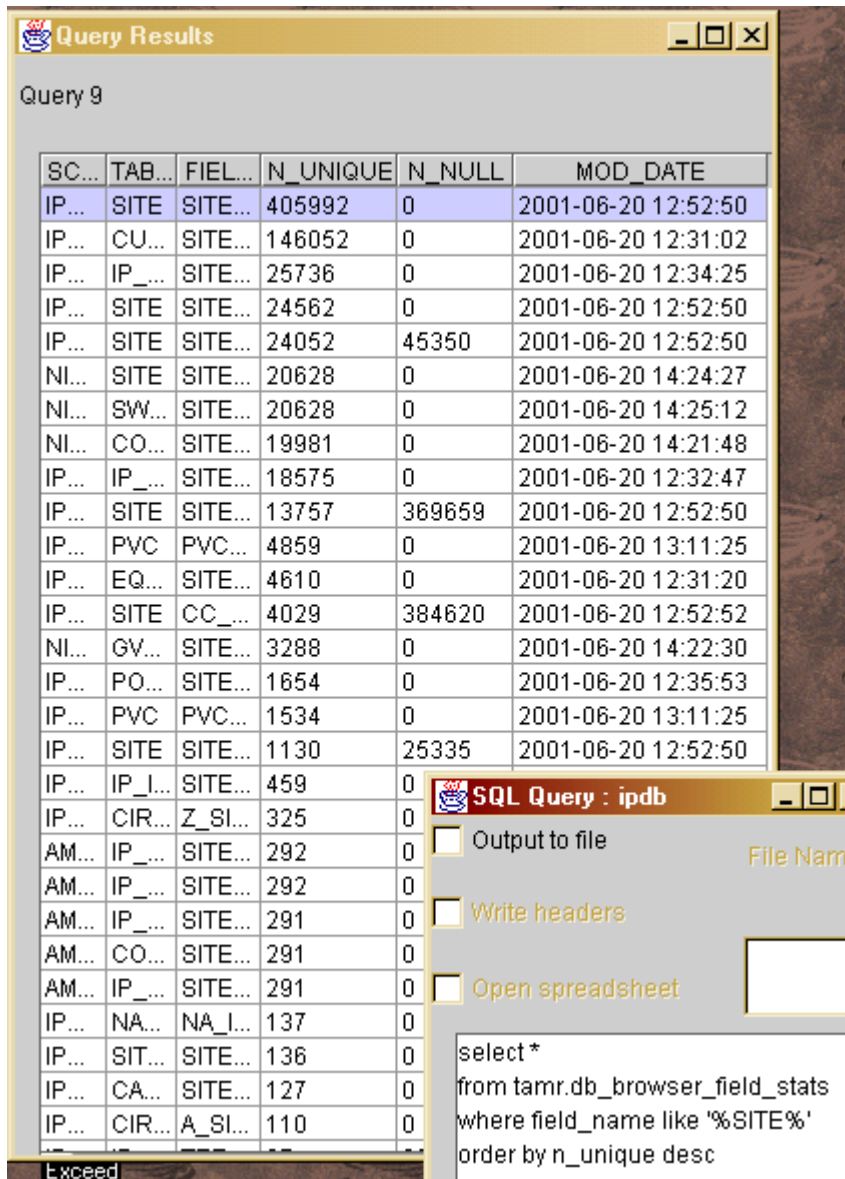 Query Results
Query 9
SC... TAB... FIEL... N_UNIQUE N_NULL MOD_DATE
IP... SITE SITE... 405992 0 2001-06-20 12:52:50
IP... CU... SITE... 146052 0 2001-06-20 12:31:02
IP... IP_... SITE... 25736 0 2001-06-20 12:34:25
IP... SITE SITE... 24562 0 2001-06-20 12:52:50
IP... SITE SITE... 24052 45350 2001-06-20 12:52:50
NI... SITE SITE... 20628 0 2001-06-20 14:24:27
NI... SW... SITE... 20628 0 2001-06-20 14:25:12
NI... CO... SITE... 19981 0 2001-06-20 14:21:48
IP... IP_... SITE... 18575 0 2001-06-20 12:32:47
IP... SITE SITE... 13757 369659 2001-06-20 12:52:50
IP... PVC PVC... 4859 0 2001-06-20 13:11:25
IP... EQ... SITE... 4610 0 2001-06-20 12:31:20
IP... SITE CC_... 4029 384620 2001-06-20 12:52:52
NI... GV... SITE... 3288 0 2001-06-20 14:22:30
IP... PO... SITE... 1654 0 2001-06-20 12:35:53
IP... PVC PVC... 1534 0 2001-06-20 13:11:25
IP... SITE SITE... 1130 25335 2001-06-20 12:52:50
IP... IP_I... SITE... 459 0
IP... CIR... Z_SI... 325 0
AM... IP_... SITE... 292 0
AM... IP_... SITE... 292 0
AM... IP_... SITE... 291 0
AM... CO... SITE... 291 0
AM... IP_... SITE... 291 0
IP... NA... NA_I... 137 0
IP... SIT... SITE... 136 0
IP... CA... SITE... 127 0
IP... CIR... A_SI... 110 0
Exceed
SQL Query : ipdb
Output to file
File Nam
Write headers
Open spreadsheet
select *
from tamr.db_browser_field_stats
where field_name like '%SITE%'
order by n_unique desc